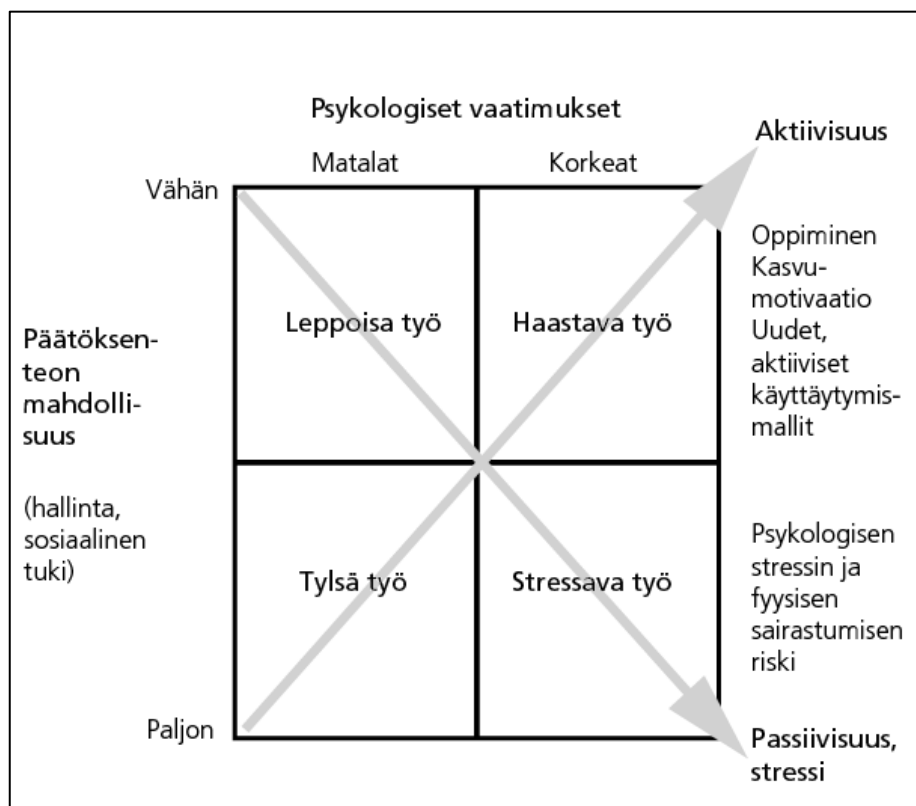 Psykologiset vaatimukset
Aktiivisuus
Matalat
Korkeat
Vähän
Oppiminen
Kasvu-
motivaatio
Uudet,
aktiiviset
käyttäytymis-
mallit
Leppoisa työ
Haastava työ
Päätöksen-
teon
mahdolli-
suus
(hallinta,
sosiaalinen
tuki)
Tylsä työ
Stressava työ
Psykologisen
stressin ja
fyysisen
sairastumisen
riski
Paljon
Passiivisuus,
stressi